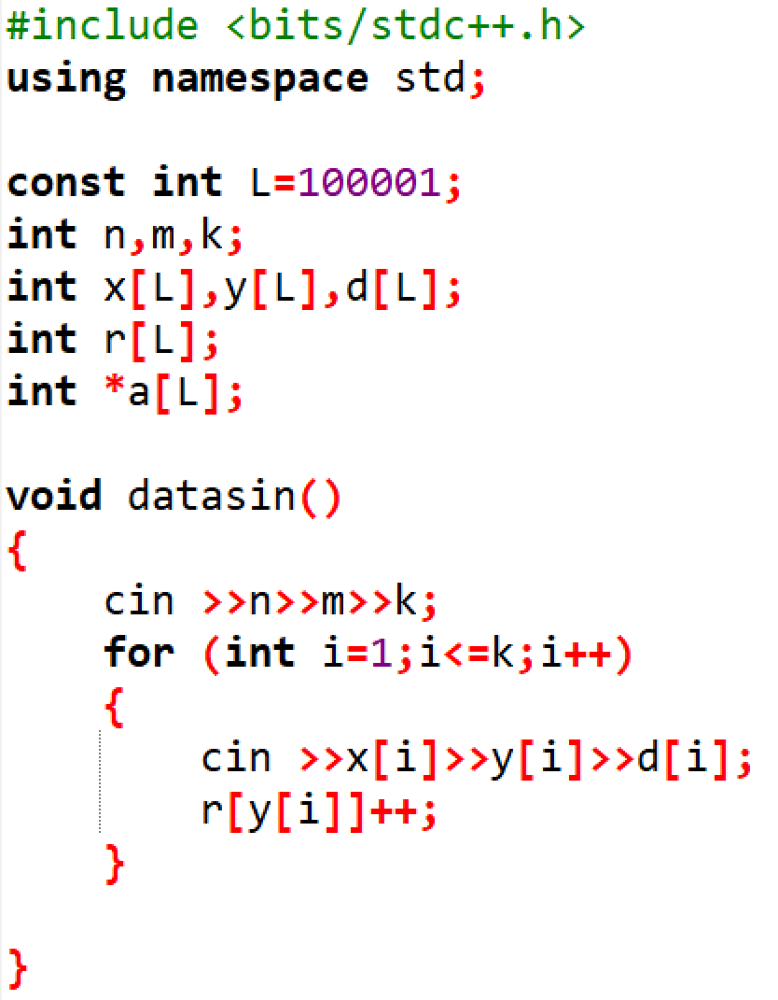 #include <bits/stdc++.h>
using namespace std;
const int L=100001;
int n,m,k;
int x[L],y[L],d[L];
int r[L];
int *a[L];
void datasin()
{
cin >>n>>m>>k;
for (int i=1;i<=k;i++)
{
cin >>x[i]>>y[i]>>d[i];
r[y[i]]++;
}
}